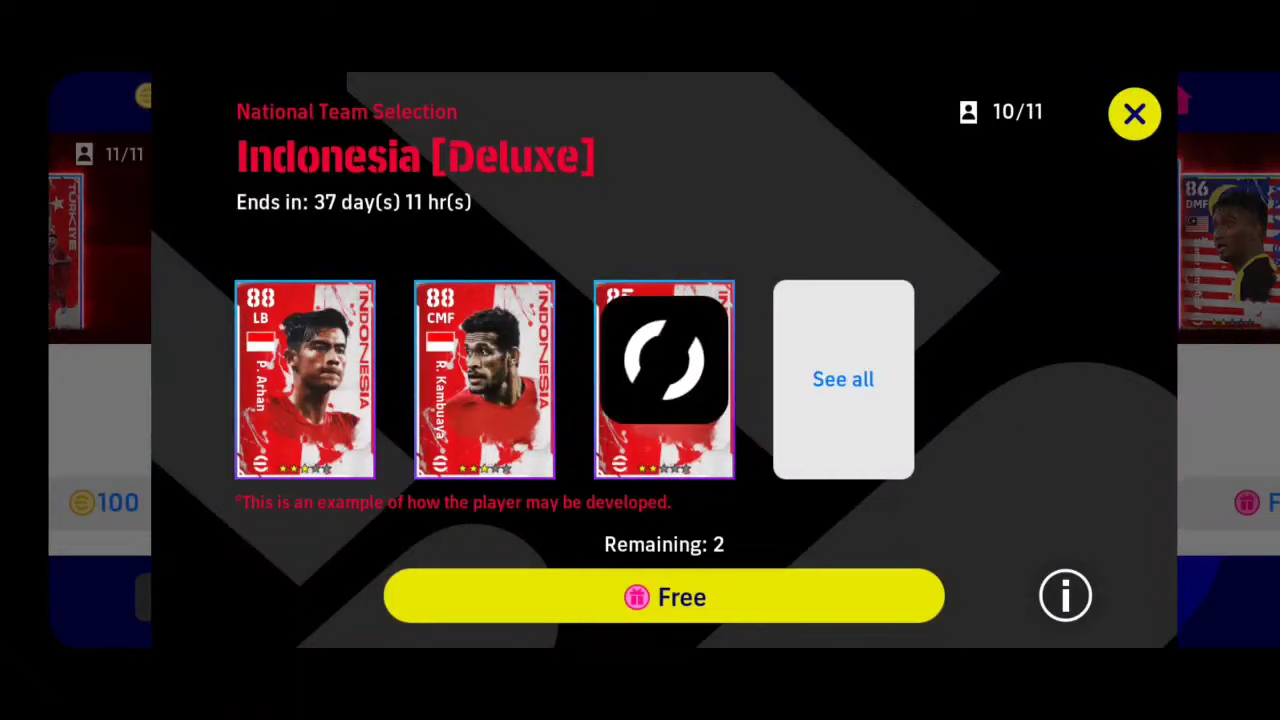 National Team Selection
10/11
Indonesia [Deluxe]
Ends in: 37 day(s) 11 hr(s)
11/11
TÜRKIYE
86
DMF
88
LB
INDONESIA
P. Arhan
88
CMF
INDONESIA
R. Kambuaya
INDONESIA
See all
*This is an example of how the player may be developed.
100
Remaining: 2
Free